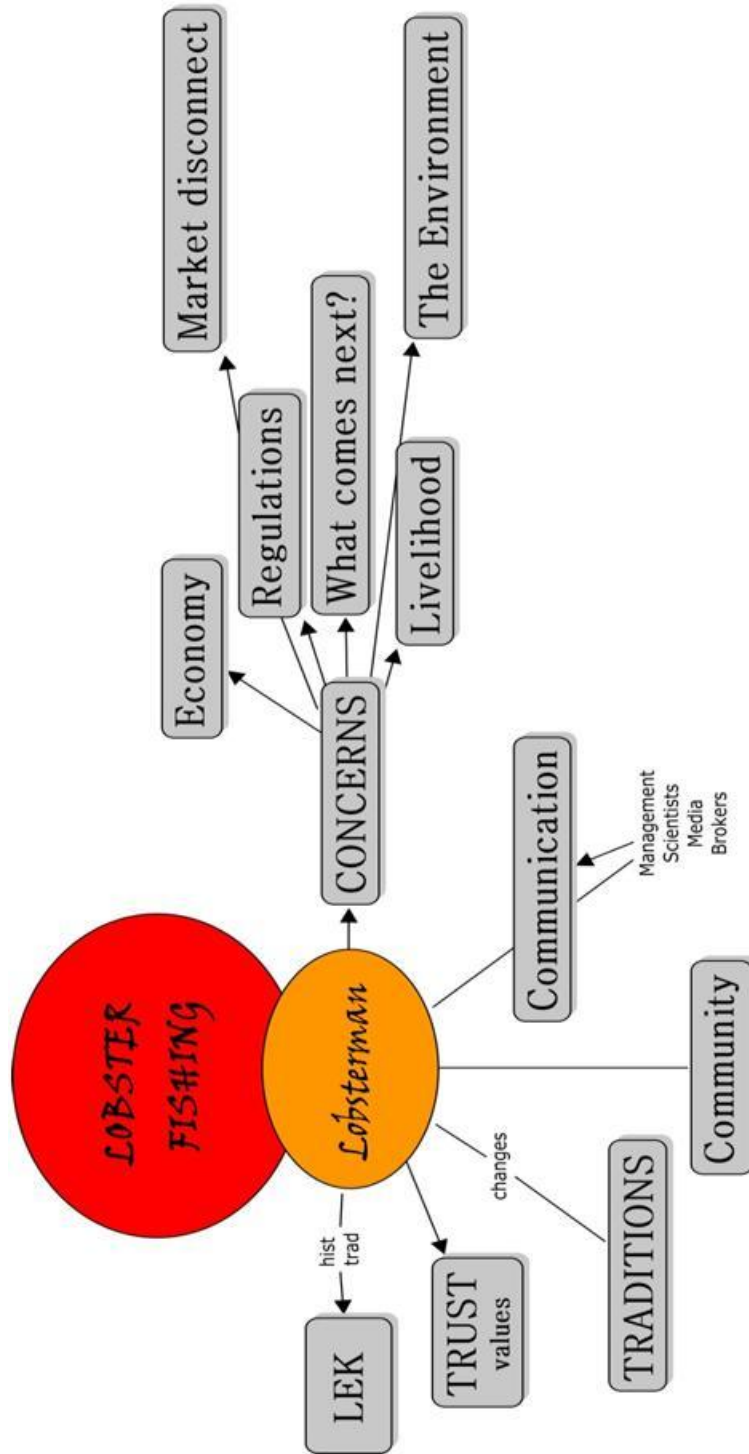 LOBSTER
FISHING
Lobsterman
hist
trad
LEK
TRUST
values
changes
TRADITIONS
Community
Communication
Management
Scientists
Media
Brokers
CONCERNS
Economy
Regulations
Market disconnect
What comes next?
Livelihood
The Environment